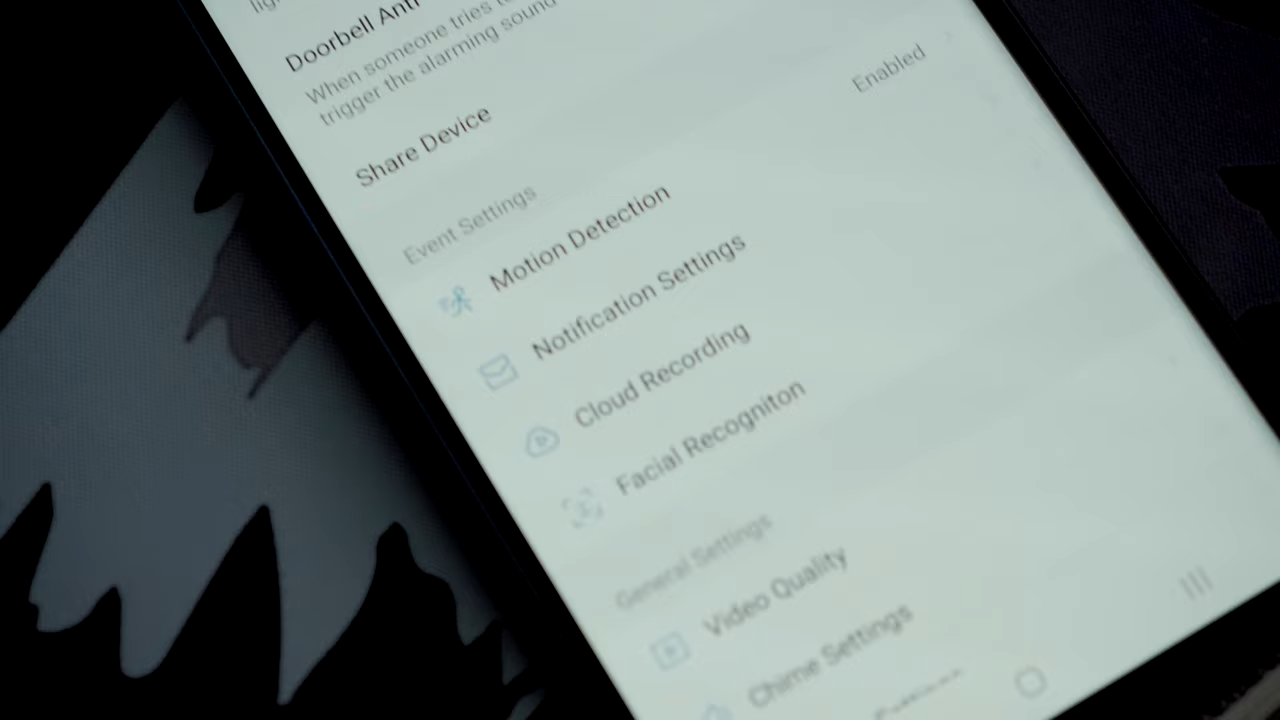 Doorbell Anti
When someone tries
trigger the alarming sound
Share Device
Enabled
Event Settings
Motion Detection
Notification Settings
Cloud Recording
Facial Recogniton
General Settings
Video Quality
Chime Settings